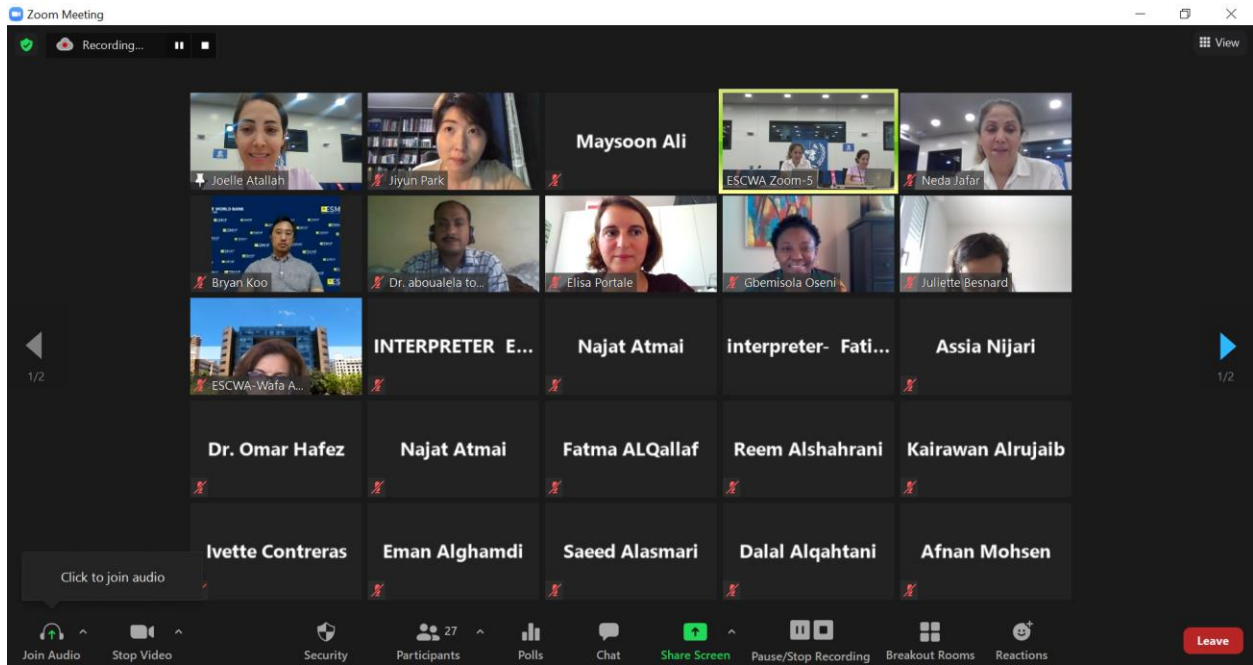 Zoom Meeting
Recording...
View
Joelle Atallah
Jiyun Park
Maysoon Ali
ESCWA Zoom-5
Neda Jafar
Bryan Koo
Dr. aboualela to...
Elisa Portale
Gbemisola Oseni
Juliette Besnard
ESCWA-Wafa A...
INTERPRETER E...
Najat Atmai
interpreter- Fati...
Assia Nijari
1/2
1/2
Dr. Omar Hafez
Najat Atmai
Fatma ALQallaf
Reem Alshahrani
Kairawan Alrujaib
Ivette Contreras
Eman Alghamdi
Saeed Alasmari
Dalal Alqahtani
Afnan Mohsen
Click to join audio
Join Audio
Stop Video
Security
27
Participants
Polls
Chat
Share Screen
Pause/Stop Recording
Breakout Rooms
Reactions
Leave